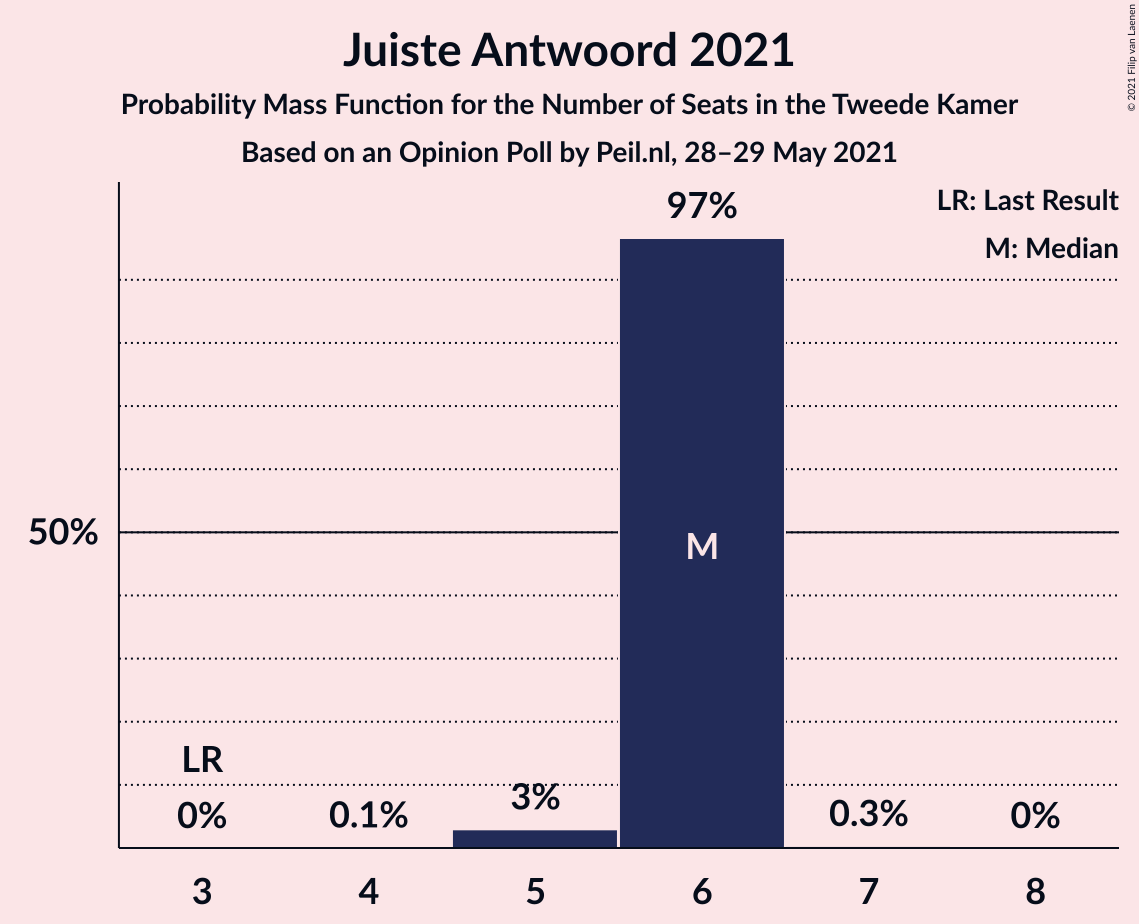 Juiste Antwoord 2021
Probability Mass Function for the Number of Seats in the Tweede Kamer
Based on an Opinion Poll by Peil.nl, 28–29 May 2021
© 2021 Filip van Laenen
LR: Last Result
M: Median
97%
50%
M
LR
0%
0.1%
3%
0.3%
0%
3
4
5
6
7
8